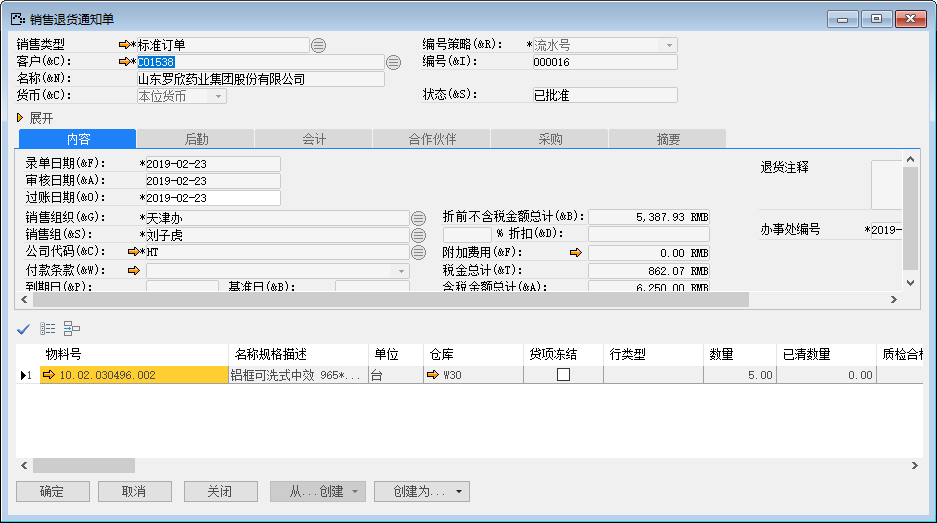 销售退货通知单
销售类型 *标准订单 编号策略(&R) *流水号
客户(&C): *C01538 编号(&I): 000016
名称(&N): 山东罗欣药业集团股份有限公司
货币(&C): 本位货币 状态(&S): 已批准
展开
内容 后勤 会计 合作伙伴 采购 摘要
录单日期(&F): *2019-02-23 退货注释
审核日期(&A): 2019-02-23
过账日期(&O): *2019-02-23
销售组织(&G): *天津办 折前不含税金额总计(&B): 5,387.93 RMB
销售组(&S): *刘子虎 % 折扣(&D): 办事处编号 *2019-
公司代码(&C): *HT 附加费用(&F): 0.00 RMB
付款条款(&W): 税金总计(&T): 862.07 RMB
到期日(&P): 基准日(&B): 含税金额总计(&A): 6,250.00 RMB
物料号 名称规格描述 单位 仓库 贷项冻结 行类型 数量 已清数量 质检合格
1 10.02.030496.002 铝框可洗式中效 965*... 台 W30 5.00 0.00
确定 取消 关闭 从...创建 创建为...